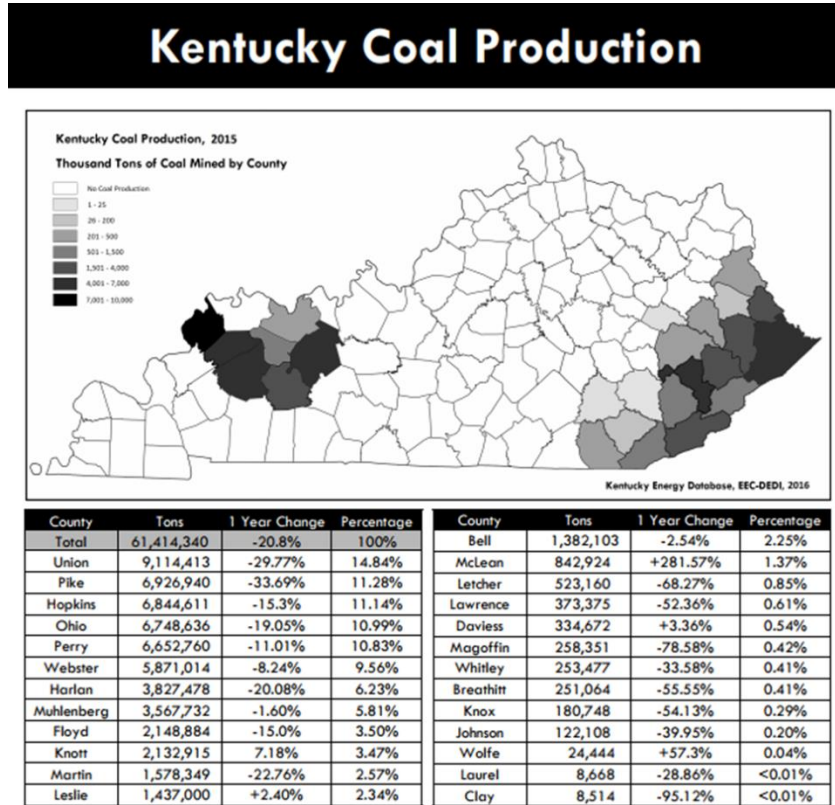 Kentucky Coal Production
Kentucky Coal Production, 2015
Thousand Tons of Coal Mined by County
No Coal Production
1 - 25
26 - 200
201 - 500
501 - 1,500
1,501 - 4,000
4,001 - 7,000
7,001 - 10,000
Kentucky Energy Database, EEC-DEDI, 2016
County Tons 1 Year Change Percentage
Total 61,414,340 -20.8% 100%
Union 9,114,413 -29.77% 14.84%
Pike 6,926,940 -33.69% 11.28%
Hopkins 6,844,611 -15.3% 11.14%
Ohio 6,748,636 -19.05% 10.99%
Perry 6,652,760 -11.01% 10.83%
Webster 5,871,014 -8.24% 9.56%
Harlan 3,827,478 -20.08% 6.23%
Muhlenberg 3,567,732 -1.60% 5.81%
Floyd 2,148,884 -15.0% 3.50%
Knott 2,132,915 7.18% 3.47%
Martin 1,578,349 -22.76% 2.57%
Leslie 1,437,000 +2.40% 2.34%
County Tons 1 Year Change Percentage
Bell 1,382,103 -2.54% 2.25%
McLean 842,924 +281.57% 1.37%
Letcher 523,160 -68.27% 0.85%
Lawrence 373,375 -52.36% 0.61%
Daviess 334,672 +3.36% 0.54%
Magoffin 258,351 -78.58% 0.42%
Whitley 253,477 -33.58% 0.41%
Breathitt 251,064 -55.55% 0.41%
Knox 180,748 -54.13% 0.29%
Johnson 122,108 -39.95% 0.20%
Wolfe 24,444 +57.3% 0.04%
Laurel 8,668 -28.86% <0.01%
Clay 8,514 -95.12% <0.01%